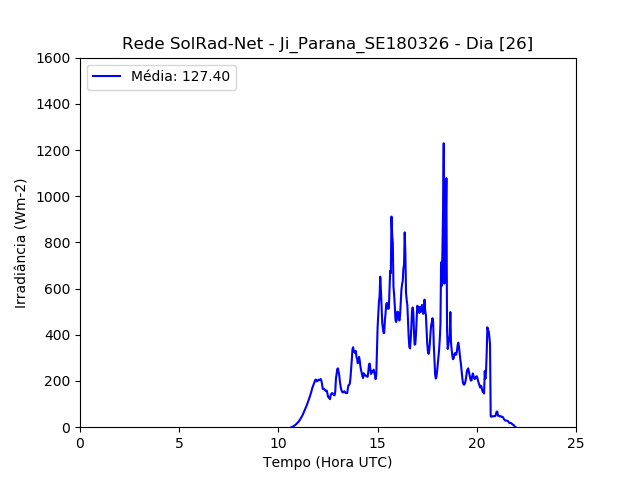 Rede SolRad-Net - Ji_Parana_SE180326 - Dia [26]
Média: 127.40
Irradiância (Wm-2)
1600
1400
1200
1000
800
600
400
200
0
0 5 10 15 20 25
Tempo (Hora UTC)